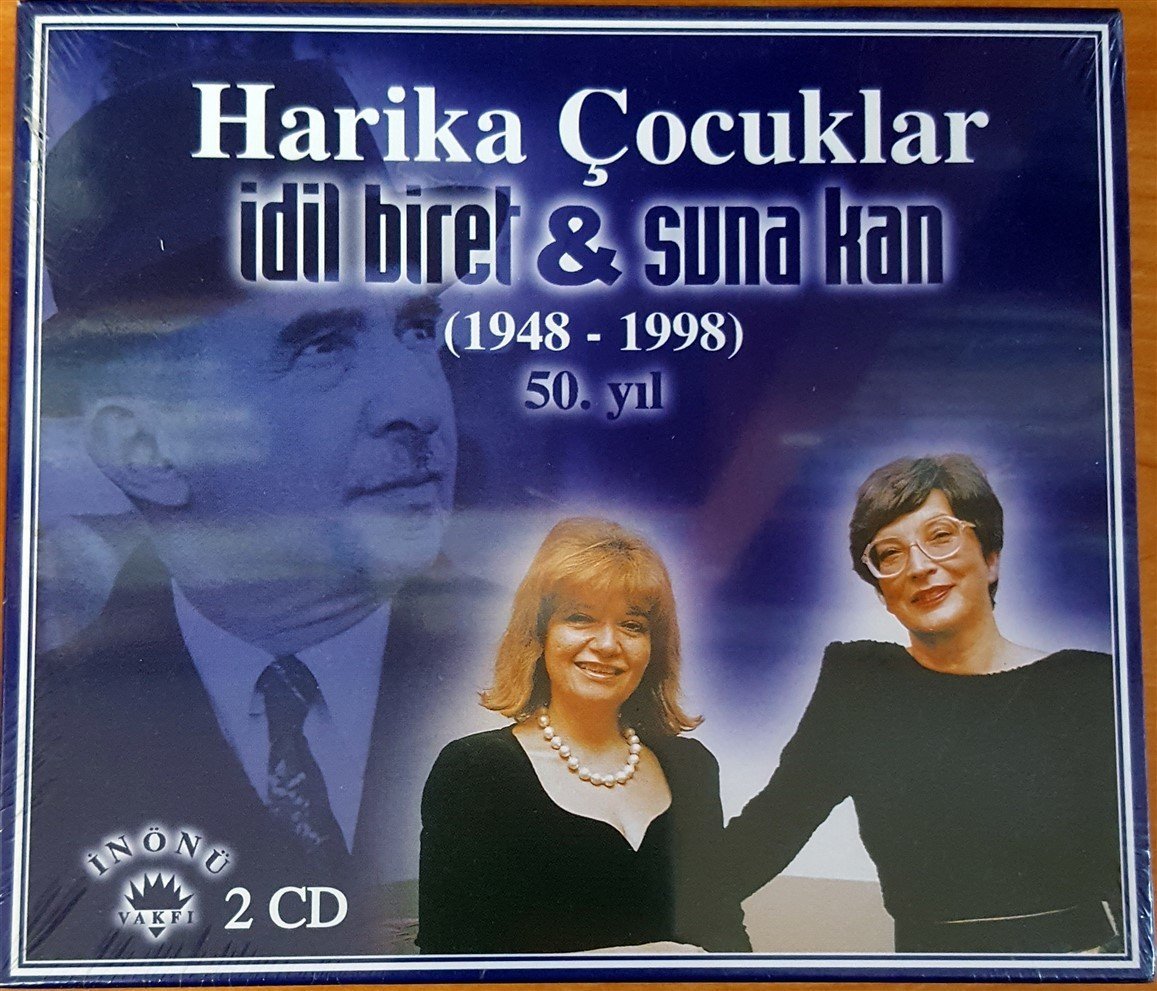 Harika Çocuklar
idil biret & suna kan
(1948 - 1998)
50. yıl
İNÖNÜ
VAKFI
2 CD